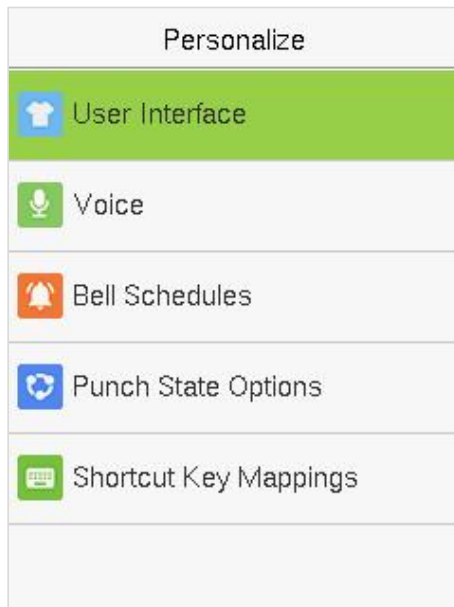 Personalize
User Interface
Voice
Bell Schedules
Punch State Options
Shortcut Key Mappings